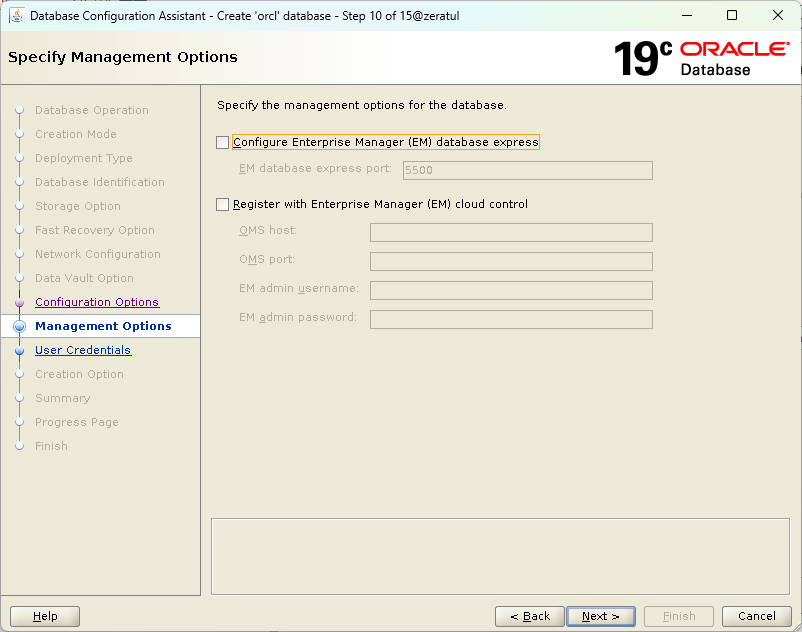 Database Configuration Assistant - Create 'orcl' database - Step 10 of 15@zeratul
Specify Management Options
19c ORACLE
Database
Database Operation
Creation Mode
Deployment Type
Database Identification
Storage Option
Fast Recovery Option
Network Configuration
Data Vault Option
Configuration Options
Management Options
User Credentials
Creation Option
Summary
Progress Page
Finish
Specify the management options for the database.
Configure Enterprise Manager (EM) database express
EM database express port: 5500
Register with Enterprise Manager (EM) cloud control
OMS host:
OMS port:
EM admin username:
EM admin password:
Help
< Back
Next >
Finish
Cancel